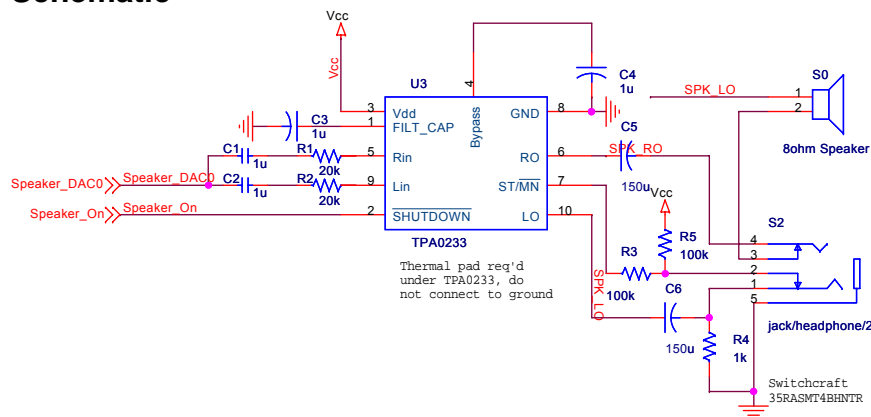 Schematic
Vcc
Vcc
U3
4
C4
1u
SPK_LO
S0
1
2
8ohm Speaker
C3
1u
3
Vdd
1
FILT_CAP
Bypass
GND
8
C5
SPK_RO
150u
C1
1u
R1
20k
5
Rin
RO
6
Speaker_DAC0
Speaker_DAC0
C2
1u
R2
20k
9
Lin
ST/MN
7
Vcc
Speaker_On
Speaker_On
2
SHUTDOWN
LO
10
TPA0233
Thermal pad req'd
under TPA0233, do
not connect to ground
SPK_LO
R3
100k
R5
100k
S2
4
3
2
1
5
C6
150u
R4
1k
jack/headphone/2
Switchcraft
35RASMT4BHNTR